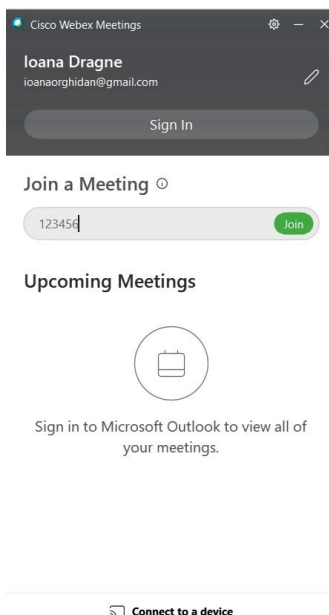 Cisco Webex Meetings
Ioana Dragne
ioanaorghidan@gmail.com
Sign In
Join a Meeting
123456
Join
Upcoming Meetings
Sign in to Microsoft Outlook to view all of
your meetings.
Connect to a device